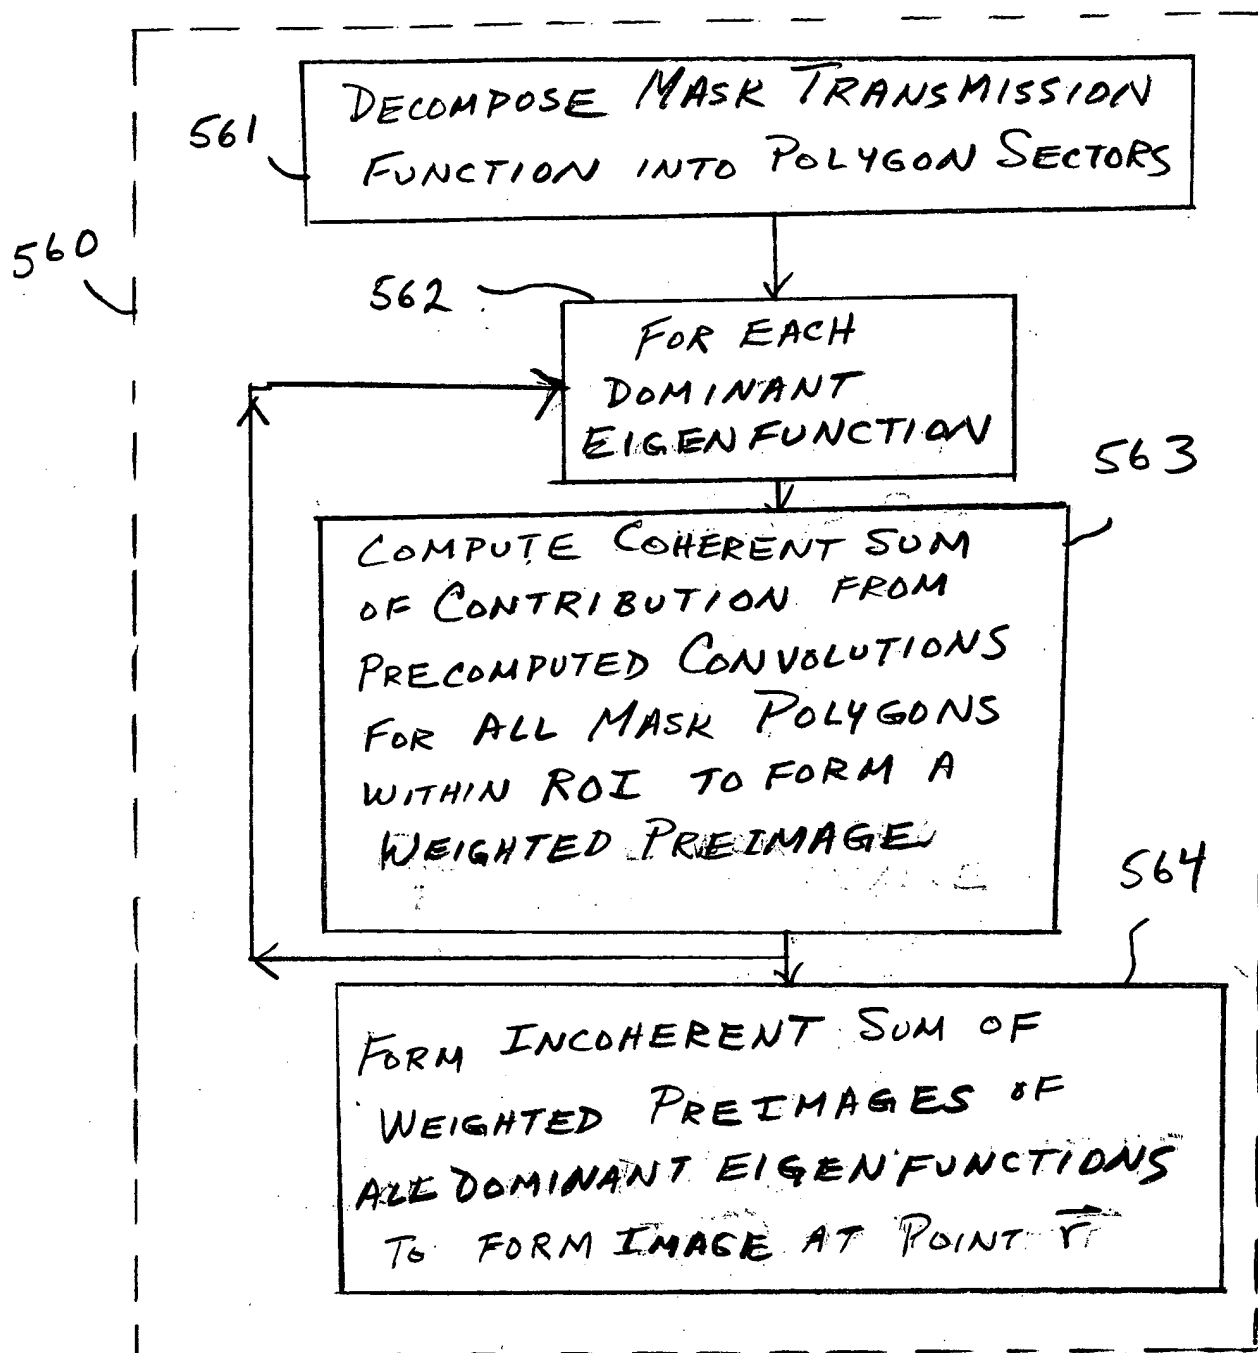 DECOMPOSE MASK TRANSMISSION
FUNCTION INTO POLYGON SECTORS
561
560
562
FOR EACH
DOMINANT
EIGENFUNCTION
563
COMPUTE COHERENT SUM
OF CONTRIBUTION FROM
PRECOMPUTED CONVOLUTIONS
FOR ALL MASK POLYGONS
WITHIN ROI TO FORM A
WEIGHTED PREIMAGE
564
FORM INCOHERENT SUM OF
WEIGHTED PREIMAGES OF
ALL DOMINANT EIGENFUNCTIONS
TO FORM IMAGE AT POINT r⃗